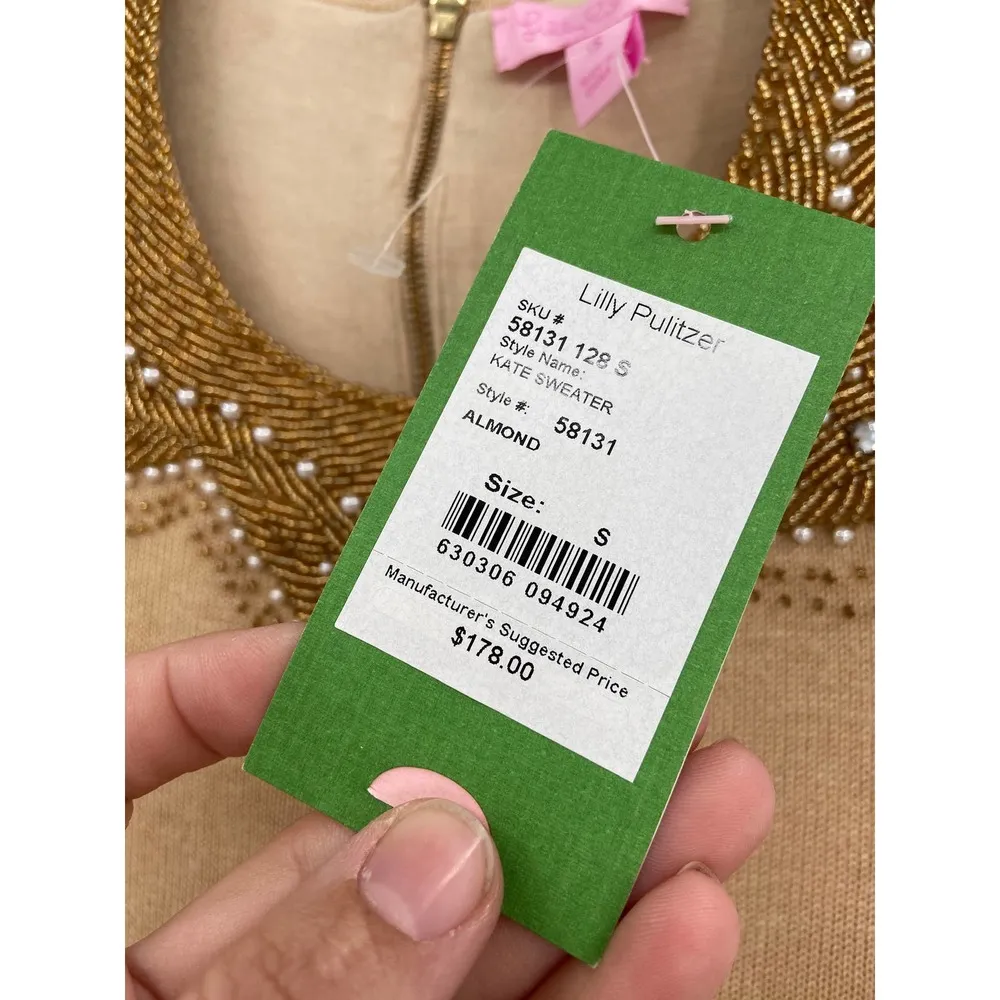 Lilly Pulitzer
SKU #
58131 128 S
Style Name:
KATE SWEATER
Style #: 58131
ALMOND
Size: S
630306 094924
Manufacturer's Suggested Price
$178.00